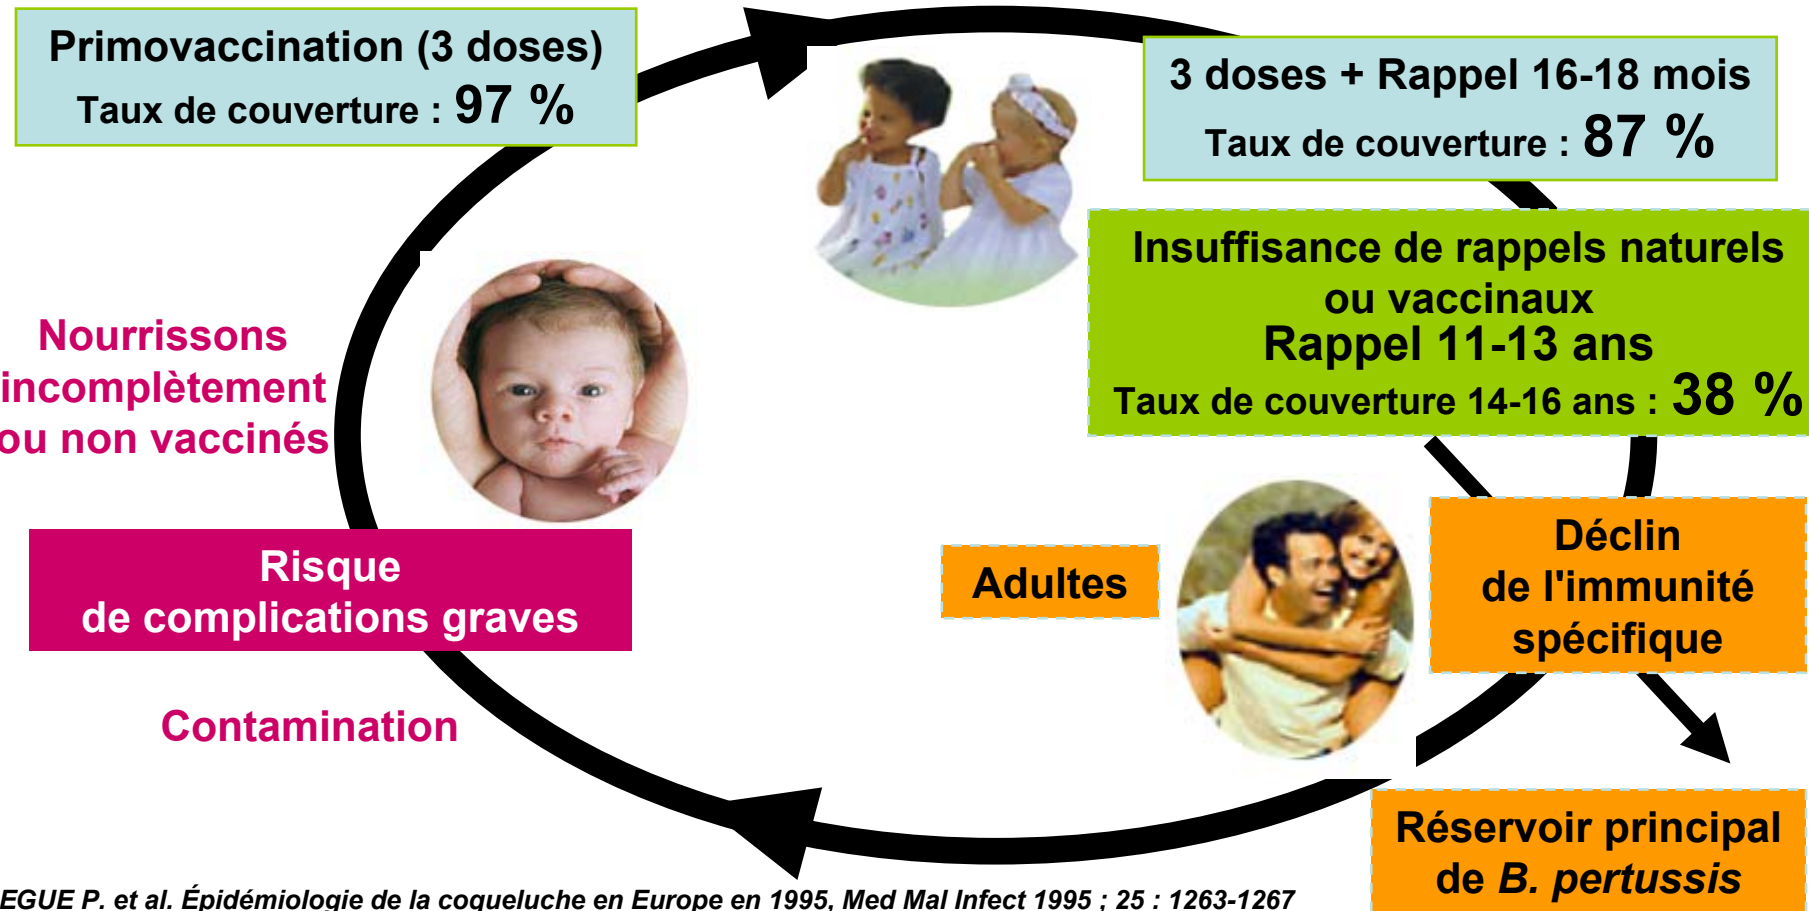 Primovaccination (3 doses)
Taux de couverture : 97 %
3 doses + Rappel 16-18 mois
Taux de couverture : 87 %
Insuffisance de rappels naturels
ou vaccinaux
Rappel 11-13 ans
Taux de couverture 14-16 ans : 38 %
Nourrissons
incomplètement
ou non vaccinés
Risque
de complications graves
Adultes
Déclin
de l'immunité
spécifique
Contamination
Réservoir principal
de B. pertussis
EGUE P. et al. Épidémiologie de la coqueluche en Europe en 1995, Med Mal Infect 1995 ; 25 : 1263-1267